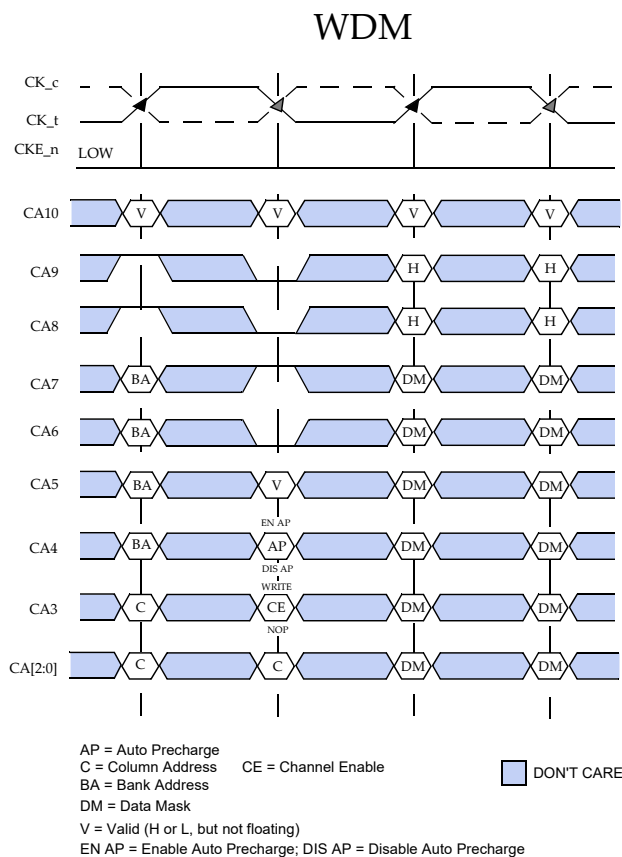 WDM
CK_c
CK_t
CKE_n LOW
CA10 V V V V
CA9 H H
CA8 H H
CA7 BA DM DM
CA6 BA DM DM
CA5 BA V DM DM
EN AP
CA4 BA AP DM DM
DIS AP
WRITE
CA3 C CE DM DM
NOP
CA[2:0] C C DM DM
AP = Auto Precharge
C = Column Address CE = Channel Enable
BA = Bank Address
DM = Data Mask
V = Valid (H or L, but not floating)
EN AP = Enable Auto Precharge; DIS AP = Disable Auto Precharge
DON'T CARE